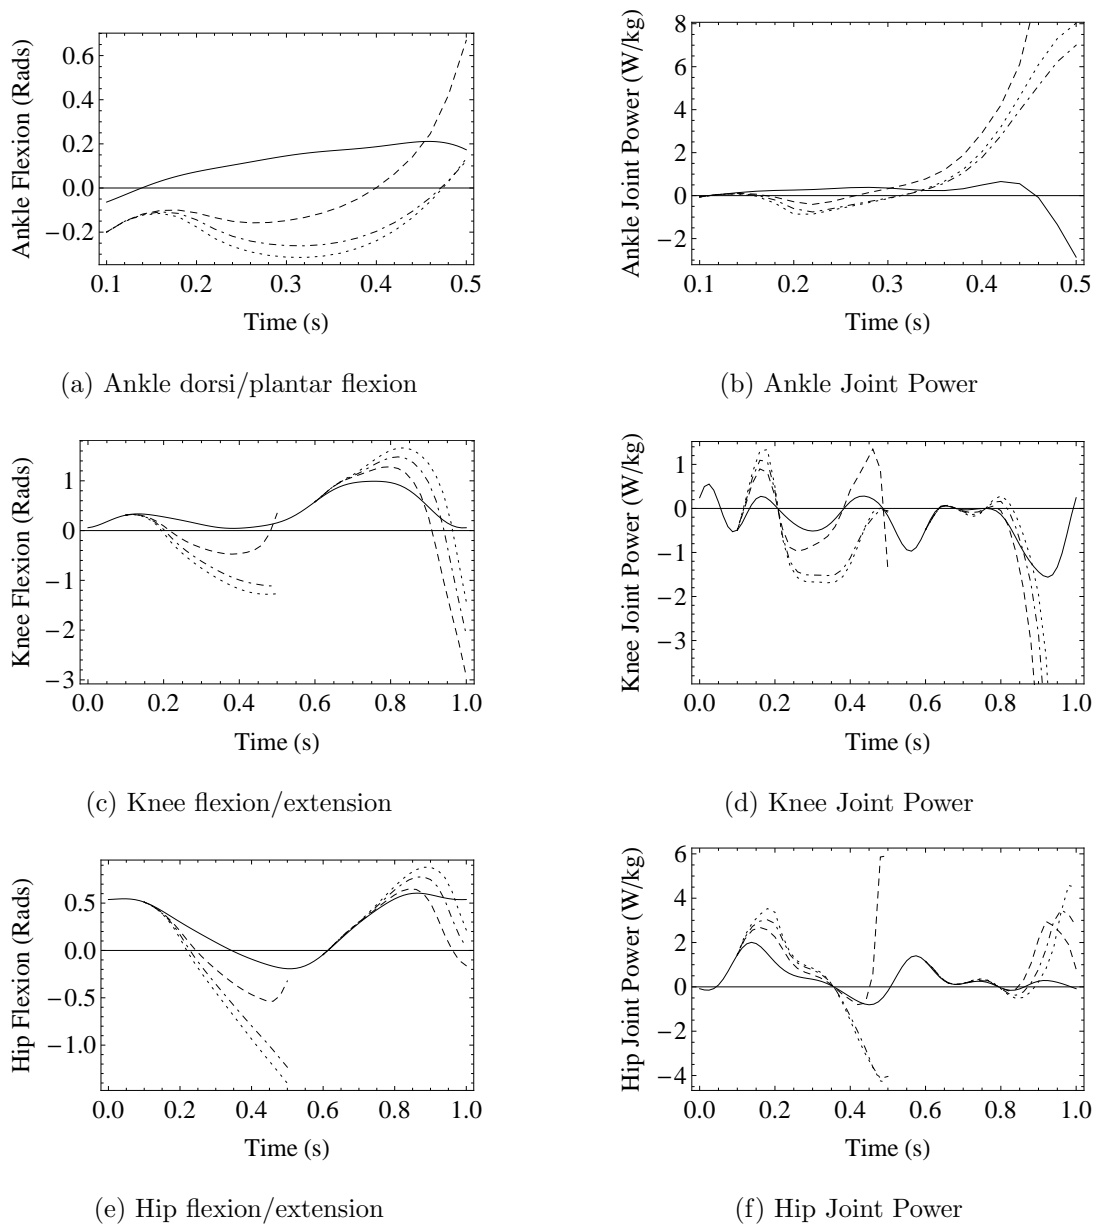 Ankle Flexion (Rads)
0.6
0.4
0.2
0.0
−0.2
0.1 0.2 0.3 0.4 0.5
Time (s)
(a) Ankle dorsi/plantar flexion
Ankle Joint Power (W/kg)
8
6
4
2
0
−2
0.1 0.2 0.3 0.4 0.5
Time (s)
(b) Ankle Joint Power
Knee Flexion (Rads)
1
0
−1
−2
−3
0.0 0.2 0.4 0.6 0.8 1.0
Time (s)
(c) Knee flexion/extension
Knee Joint Power (W/kg)
1
0
−1
−2
−3
0.0 0.2 0.4 0.6 0.8 1.0
Time (s)
(d) Knee Joint Power
Hip Flexion (Rads)
0.5
0.0
−0.5
−1.0
0.0 0.2 0.4 0.6 0.8 1.0
Time (s)
(e) Hip flexion/extension
Hip Joint Power (W/kg)
6
4
2
0
−2
−4
0.0 0.2 0.4 0.6 0.8 1.0
Time (s)
(f) Hip Joint Power